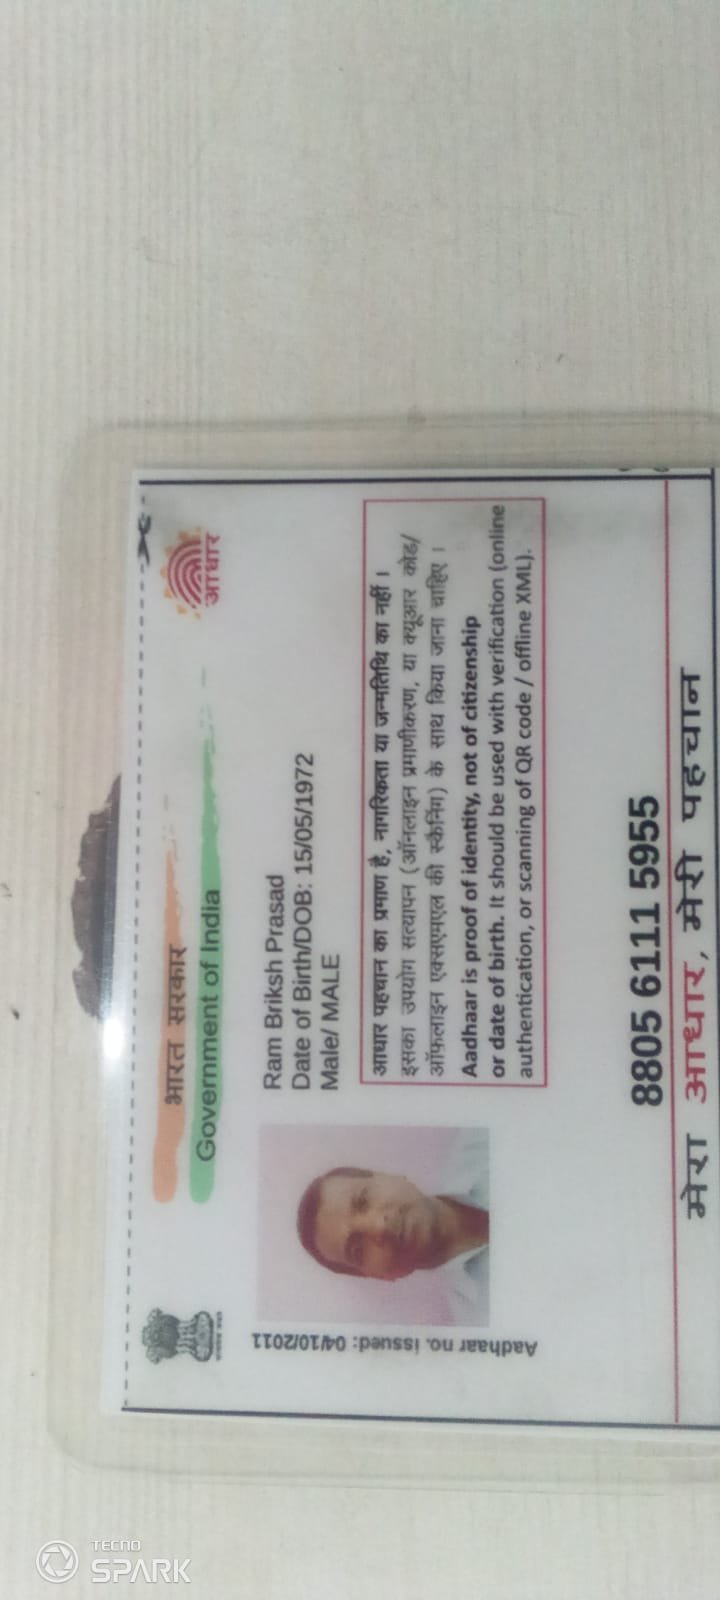 भारत सरकार
Government of India
आधार
Aadhaar no. issued: 04/10/2011
Ram Briksh Prasad
Date of Birth/DOB: 15/05/1972
Male/ MALE
आधार पहचान का प्रमाण है, नागरिकता या जन्मतिथि का नहीं ।
इसका उपयोग सत्यापन (ऑनलाइन प्रमाणीकरण, या क्यूआर कोड/
ऑफ़लाइन एक्सएमएल की स्कैनिंग) के साथ किया जाना चाहिए ।
Aadhaar is proof of identity, not of citizenship
or date of birth. It should be used with verification (online
authentication, or scanning of QR code / offline XML).
8805 6111 5955
मेरा आधार, मेरी पहचान
TECNO
SPARK